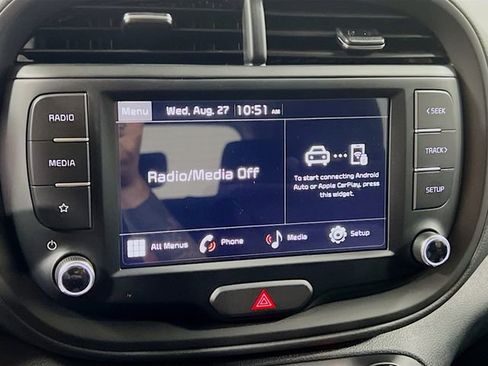 Menu Wed, Aug. 27 10:51 AM
RADIO
MEDIA
< SEEK
TRACK >
SETUP
Radio/Media Off
To start connecting Android
Auto or Apple CarPlay, press
this widget.
All Menus Phone Media Setup